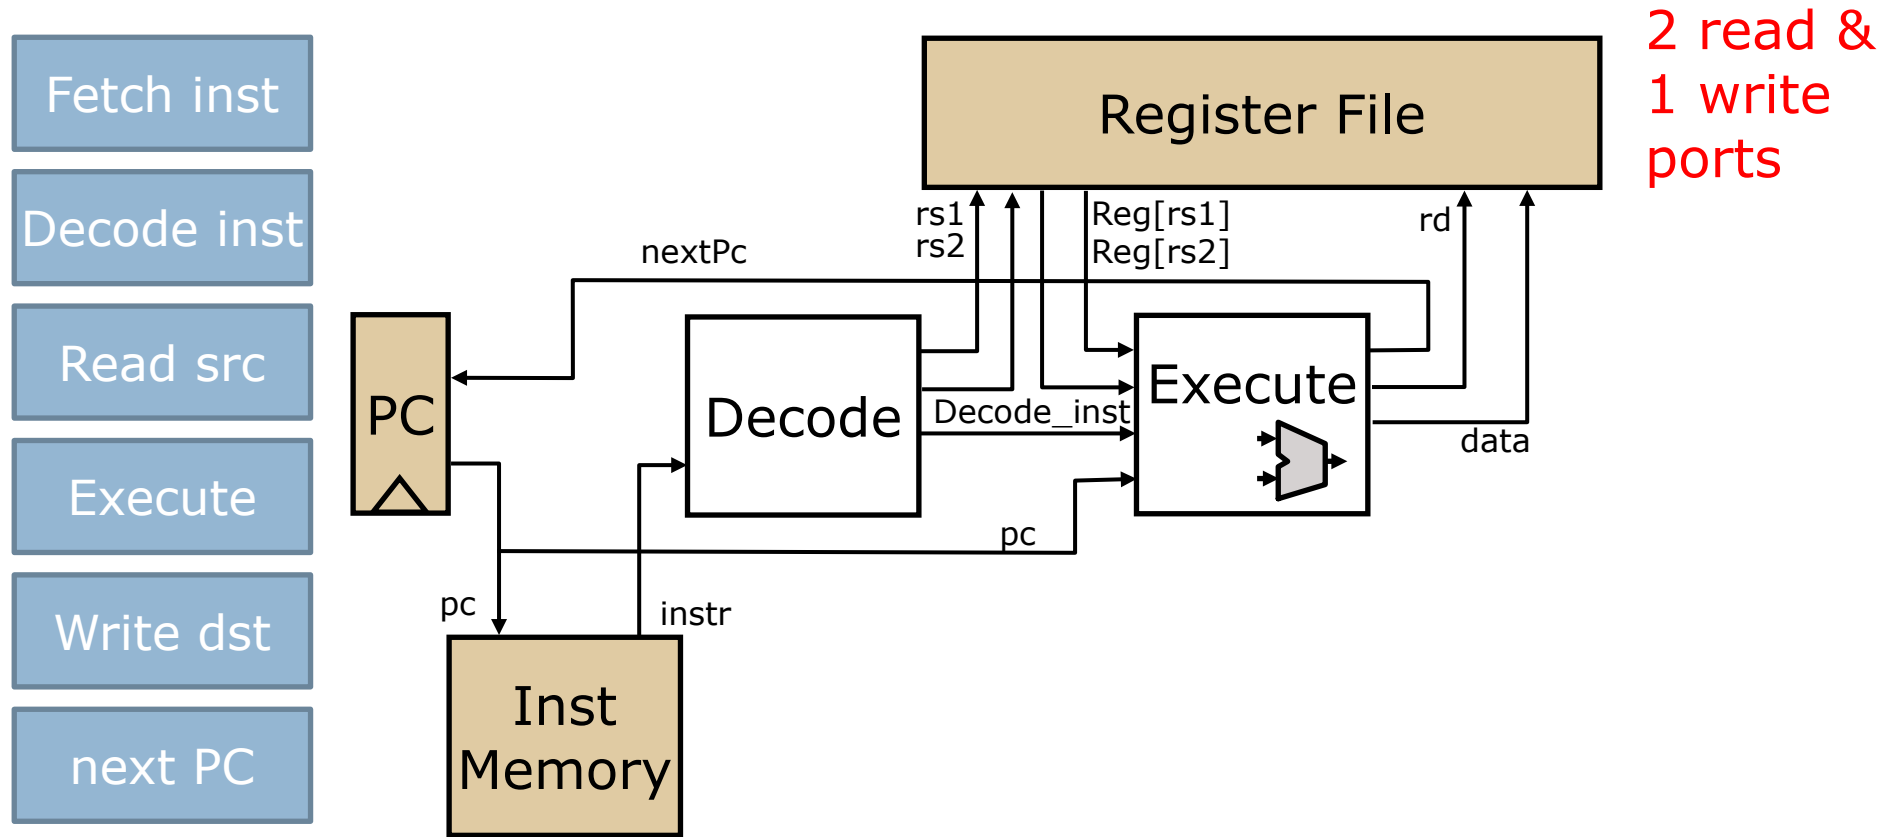 Fetch inst
Decode inst
Read src
Execute
Write dst
next PC
2 read &
1 write
ports
Register File
rs1
rs2
Reg[rs1]
Reg[rs2]
rd
nextPc
PC
Decode
Decode_inst
Execute
data
pc
pc
instr
Inst
Memory